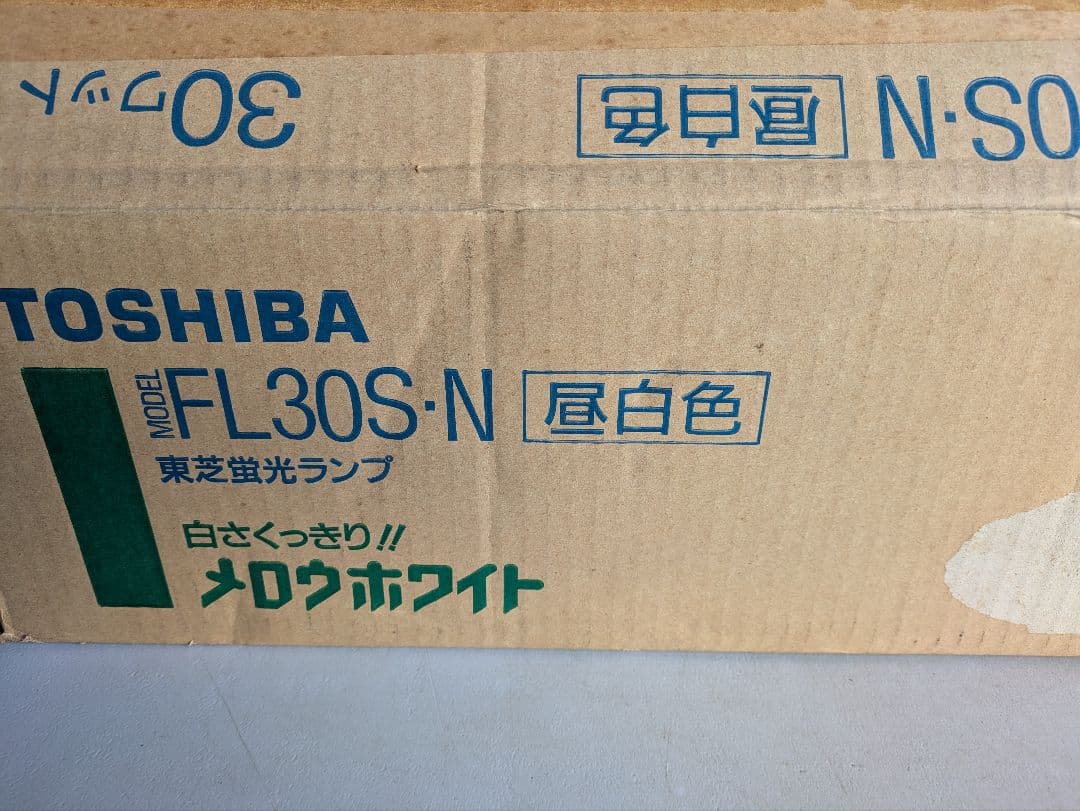 30ワット 昼白色 0S·N
TOSHIBA
MODEL FL30S·N 昼白色
東芝蛍光ランプ
白さくっきり!!
メロウホワイト